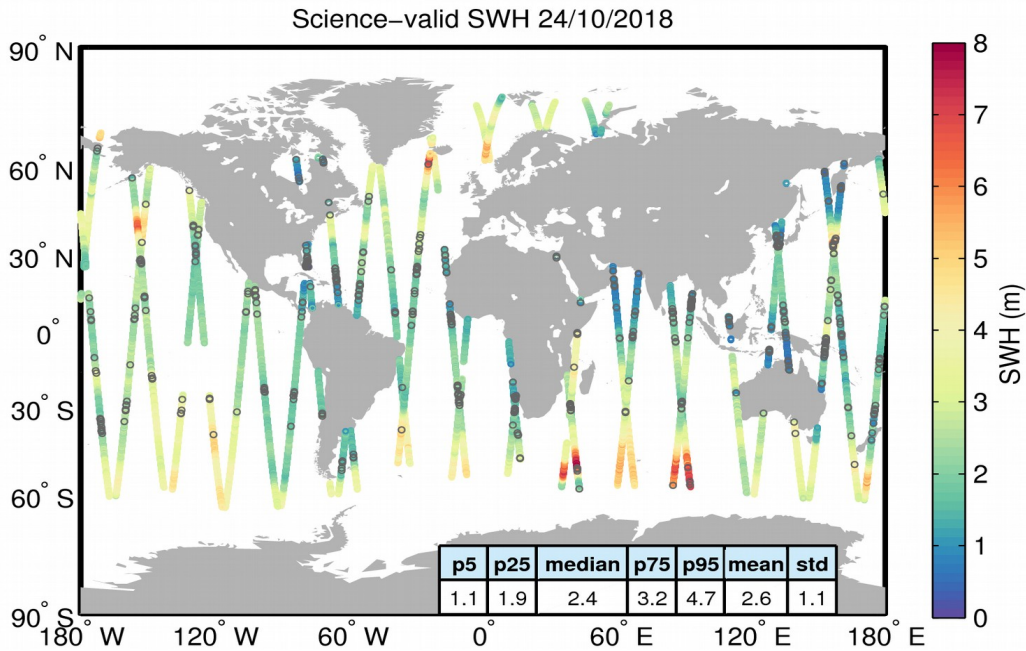 Science−valid SWH 24/10/2018
90° N
60° N
30° N
0°
30° S
60° S
90° S
180° W
120° W
60° W
0°
60° E
120° E
180° E
8
7
6
5
4
3
2
1
0
SWH (m)
p5 p25 median p75 p95 mean std
1.1 1.9 2.4 3.2 4.7 2.6 1.1